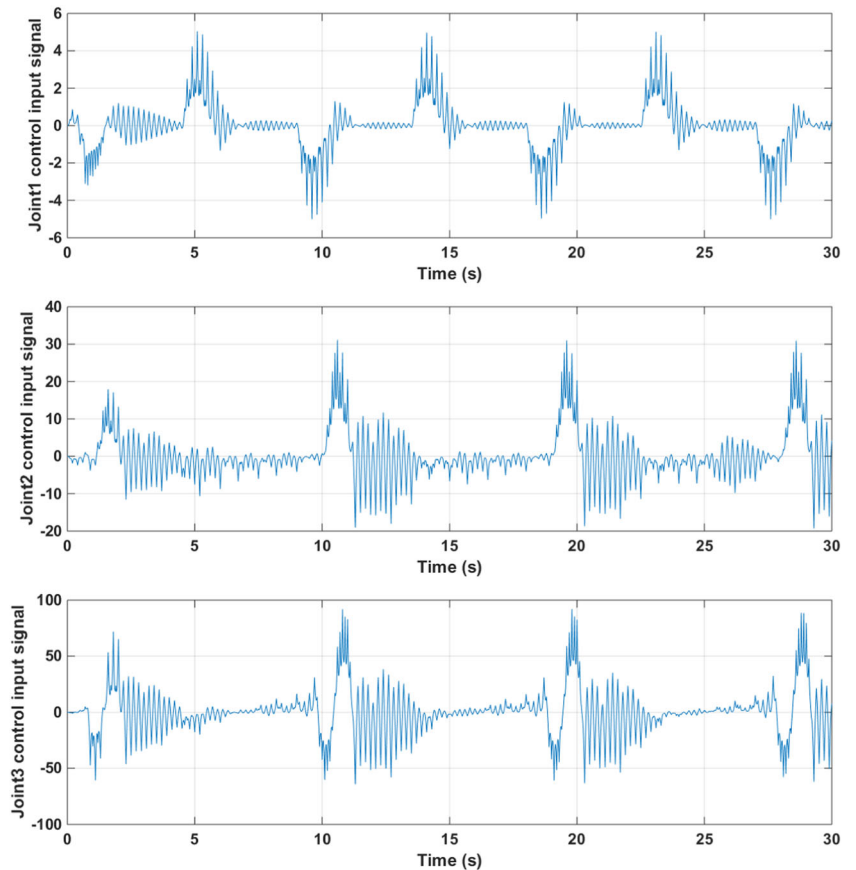 Joint1 control input signal
6
4
2
0
-2
-4
-6
0 5 10 15 20 25 30
Time (s)
Joint2 control input signal
40
30
20
10
0
-10
-20
0 5 10 15 20 25 30
Time (s)
Joint3 control input signal
100
50
0
-50
-100
0 5 10 15 20 25 30
Time (s)